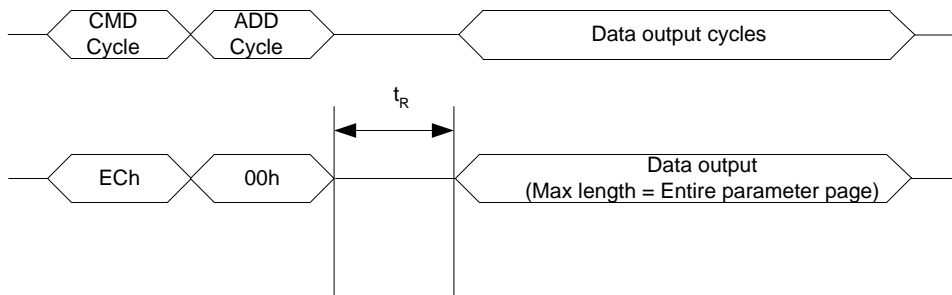 CMD
Cycle
ADD
Cycle
Data output cycles
tR
ECh
00h
Data output
(Max length = Entire parameter page)